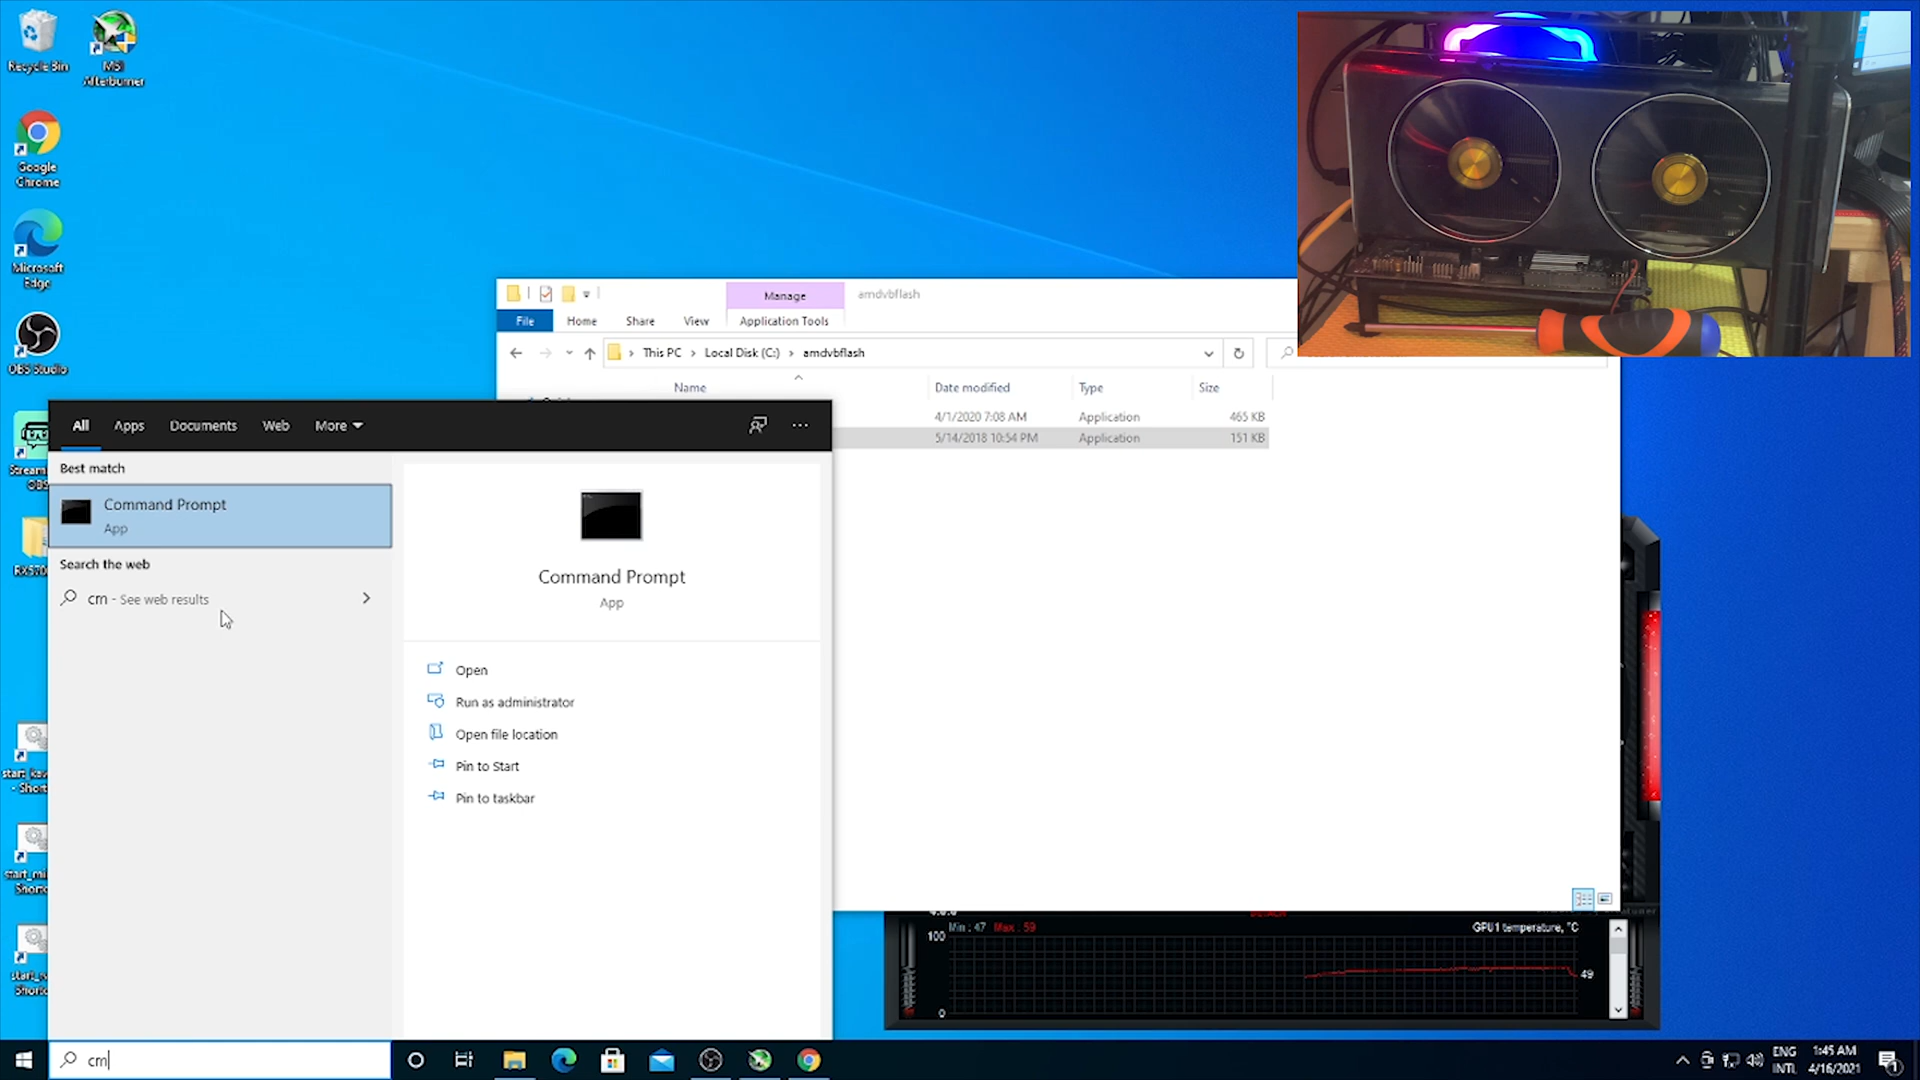 Recycle Bin
MSI
Afterburner
Google
Chrome
Microsoft
Edge
OBS Studio
Manage
amdvbflash
File
Home
Share
View
Application Tools
This PC
Local Disk (C:)
amdvbflash
Name
Date modified
Type
Size
4/1/2020 7:08 AM
Application
465 KB
5/14/2018 10:54 PM
Application
151 KB
All
Apps
Documents
Web
More
Best match
Command Prompt
App
Search the web
cm - See web results
Command Prompt
App
Open
Run as administrator
Open file location
Pin to Start
Pin to taskbar
Min : 47 Max : 59
GPU1 temperature, °C
100
49
0
cm
ENG
INTL
1:45 AM
4/16/2021
1